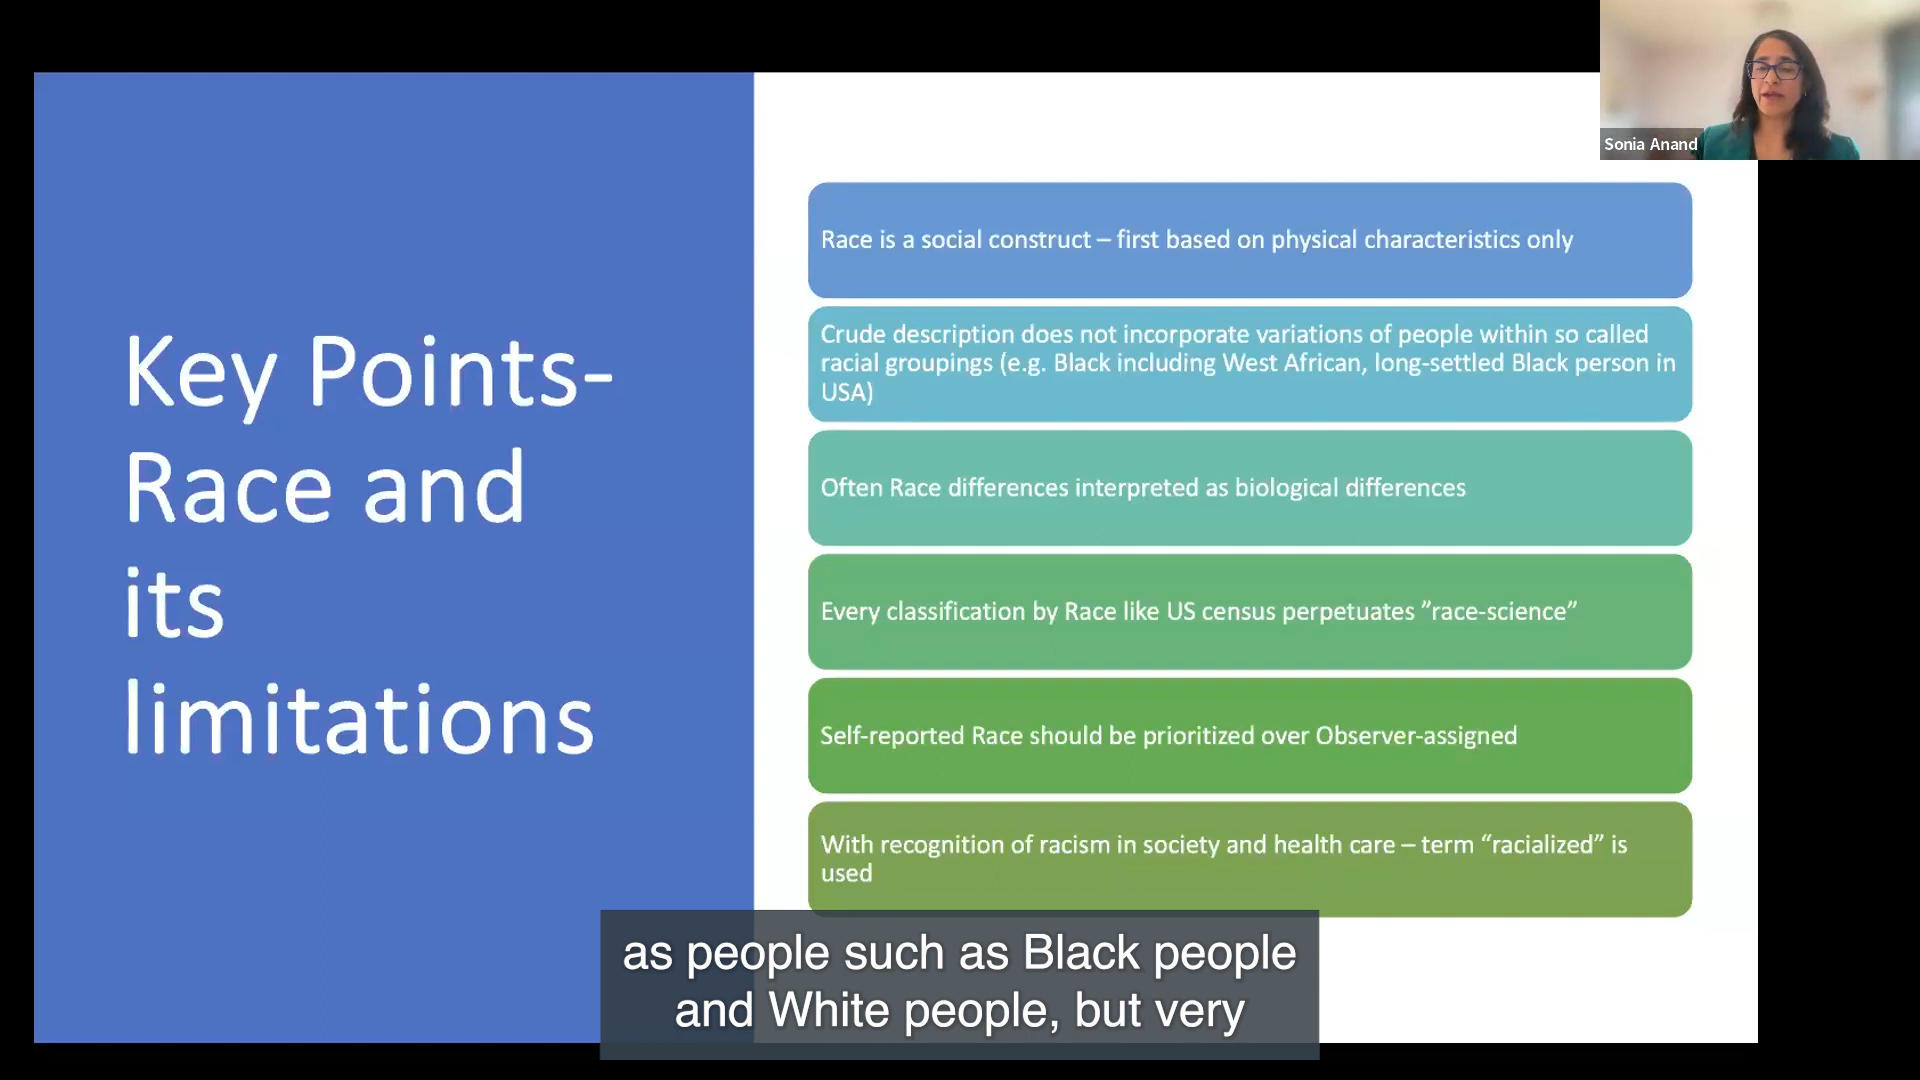 Sonia Anand
Key Points-
Race and
its
limitations
Race is a social construct – first based on physical characteristics only
Crude description does not incorporate variations of people within so called
racial groupings (e.g. Black including West African, long-settled Black person in
USA)
Often Race differences interpreted as biological differences
Every classification by Race like US census perpetuates ”race-science”
Self-reported Race should be prioritized over Observer-assigned
With recognition of racism in society and health care – term “racialized” is
used
as people such as Black people
and White people, but very